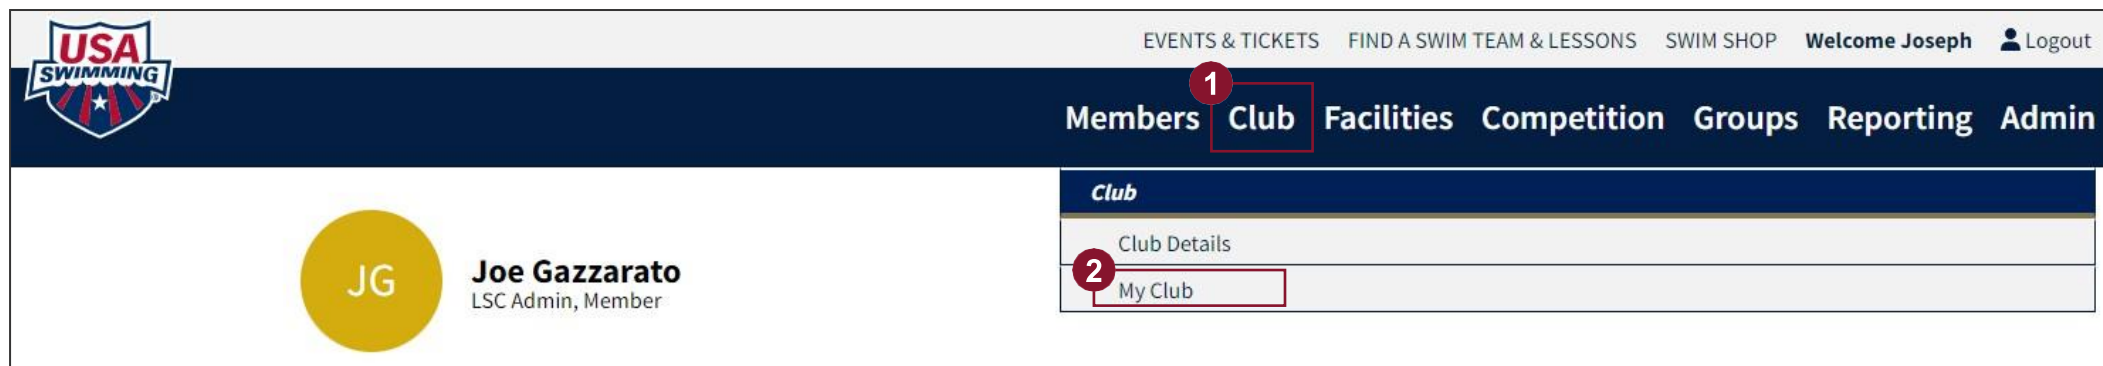 USA
SWIMMING
EVENTS & TICKETS FIND A SWIM TEAM & LESSONS SWIM SHOP Welcome Joseph Logout
1
Members Club Facilities Competition Groups Reporting Admin
Club
Club Details
2
My Club
JG
Joe Gazzarato
LSC Admin, Member